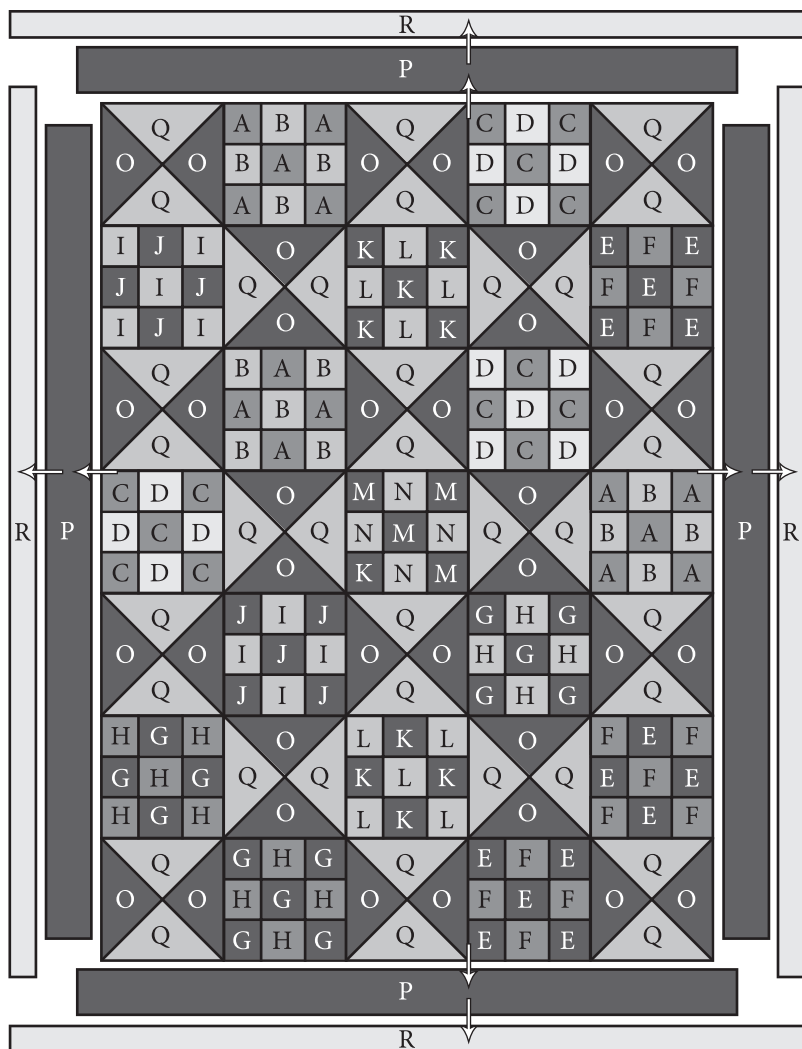 R
P
Q A B A Q C D C Q
O O B A B O O D C D O O
Q A B A Q C D C Q
I J I O K L K O E F E
J I J Q Q L K L Q Q F E F
I J I O K L K O E F E
Q B A B Q D C D Q
O O A B A O O C D C O O
Q B A B Q D C D Q
C D C O M N M O A B A
R P D C D Q Q N M N Q Q B A B P R
C D C O K N M O A B A
Q J I J Q G H G Q
O O I J I O O H G H O O
Q J I J Q G H G Q
H G H O L K L O F E F
G H G Q Q K L K Q Q E F E
H G H O L K L O F E F
Q G H G Q E F E Q
O O H G H O O F E F O O
Q G H G Q E F E Q
P
R